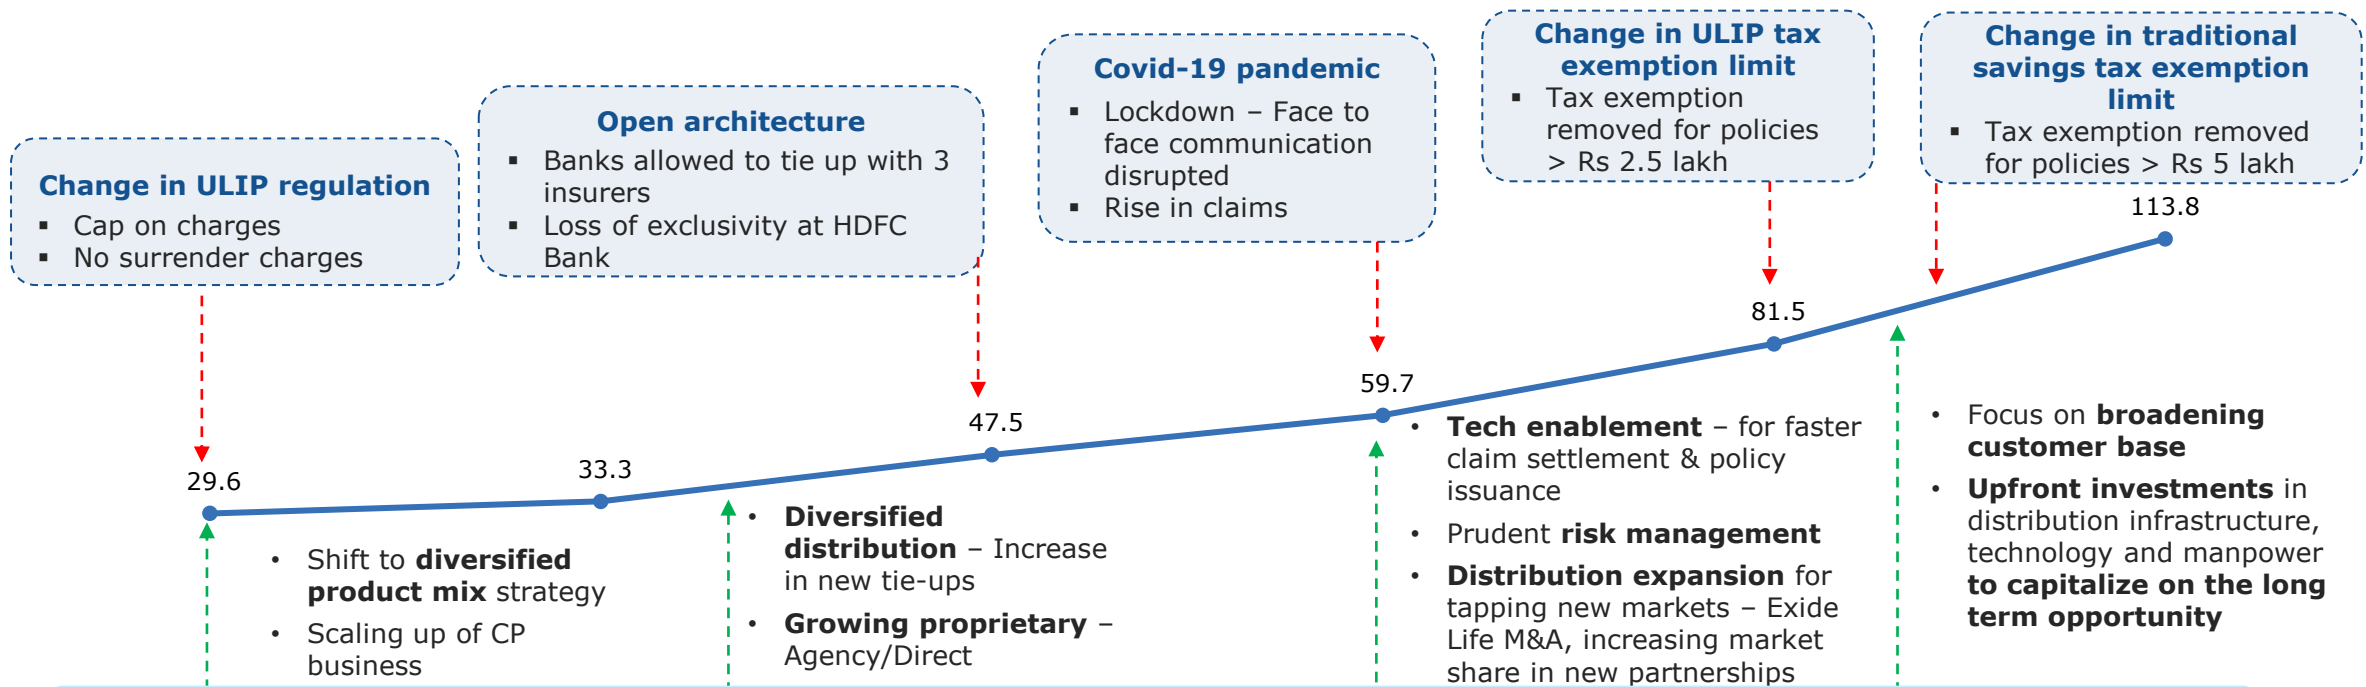 Change in ULIP regulation
▪ Cap on charges
▪ No surrender charges
Open architecture
▪ Banks allowed to tie up with 3
insurers
▪ Loss of exclusivity at HDFC
Bank
Covid-19 pandemic
▪ Lockdown – Face to
face communication
disrupted
▪ Rise in claims
Change in ULIP tax
exemption limit
▪ Tax exemption
removed for policies
> Rs 2.5 lakh
Change in traditional
savings tax exemption
limit
▪ Tax exemption removed
for policies > Rs 5 lakh
29.6
33.3
47.5
59.7
81.5
113.8
• Shift to diversified
product mix strategy
• Scaling up of CP
business
• Diversified
distribution – Increase
in new tie-ups
• Growing proprietary –
Agency/Direct
• Tech enablement – for faster
claim settlement & policy
issuance
• Prudent risk management
• Distribution expansion for
tapping new markets – Exide
Life M&A, increasing market
share in new partnerships
• Focus on broadening
customer base
• Upfront investments in
distribution infrastructure,
technology and manpower
to capitalize on the long
term opportunity